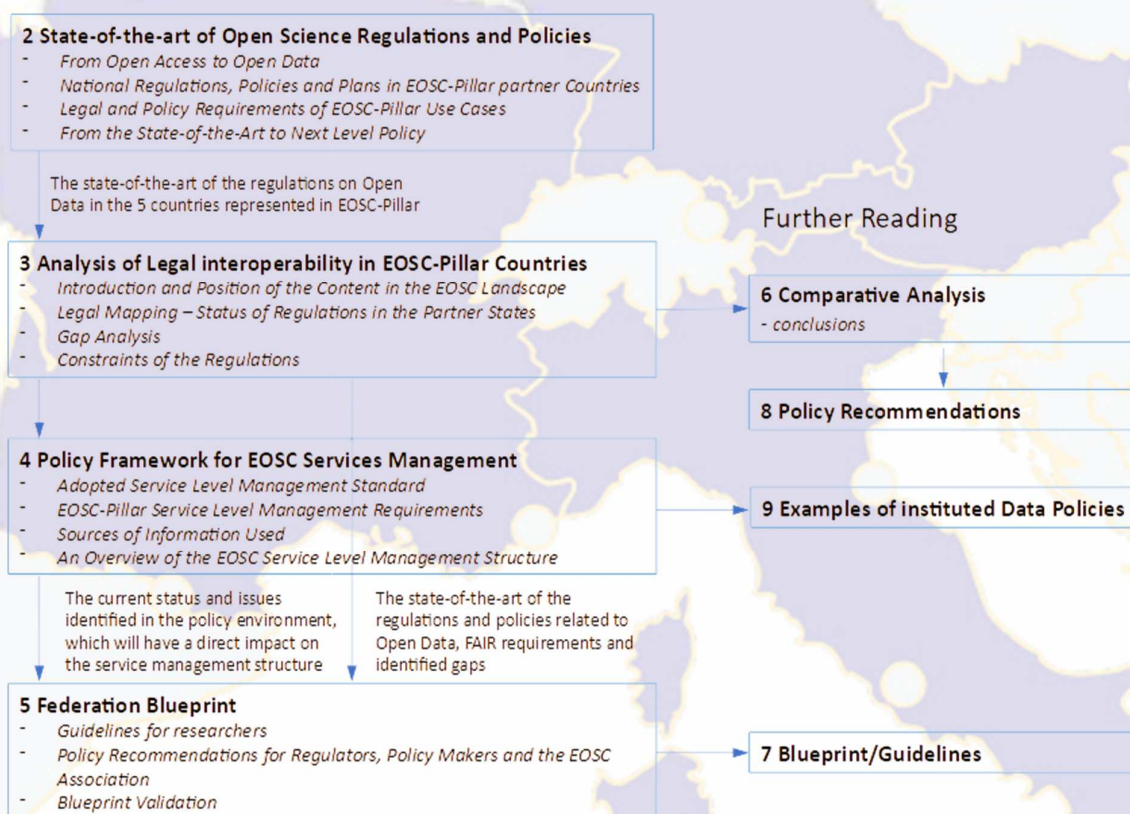 2 State-of-the-art of Open Science Regulations and Policies
- From Open Access to Open Data
- National Regulations, Policies and Plans in EOSC-Pillar partner Countries
- Legal and Policy Requirements of EOSC-Pillar Use Cases
- From the State-of-the-Art to Next Level Policy
The state-of-the-art of the regulations on Open
Data in the 5 countries represented in EOSC-Pillar
3 Analysis of Legal interoperability in EOSC-Pillar Countries
- Introduction and Position of the Content in the EOSC Landscape
- Legal Mapping – Status of Regulations in the Partner States
- Gap Analysis
- Constraints of the Regulations
4 Policy Framework for EOSC Services Management
- Adopted Service Level Management Standard
- EOSC-Pillar Service Level Management Requirements
- Sources of Information Used
- An Overview of the EOSC Service Level Management Structure
The current status and issues
identified in the policy environment,
which will have a direct impact on
the service management structure
The state-of-the-art of the
regulations and policies related to
Open Data, FAIR requirements and
identified gaps
5 Federation Blueprint
- Guidelines for researchers
- Policy Recommendations for Regulators, Policy Makers and the EOSC
Association
- Blueprint Validation
Further Reading
6 Comparative Analysis
- conclusions
8 Policy Recommendations
9 Examples of instituted Data Policies
7 Blueprint/Guidelines